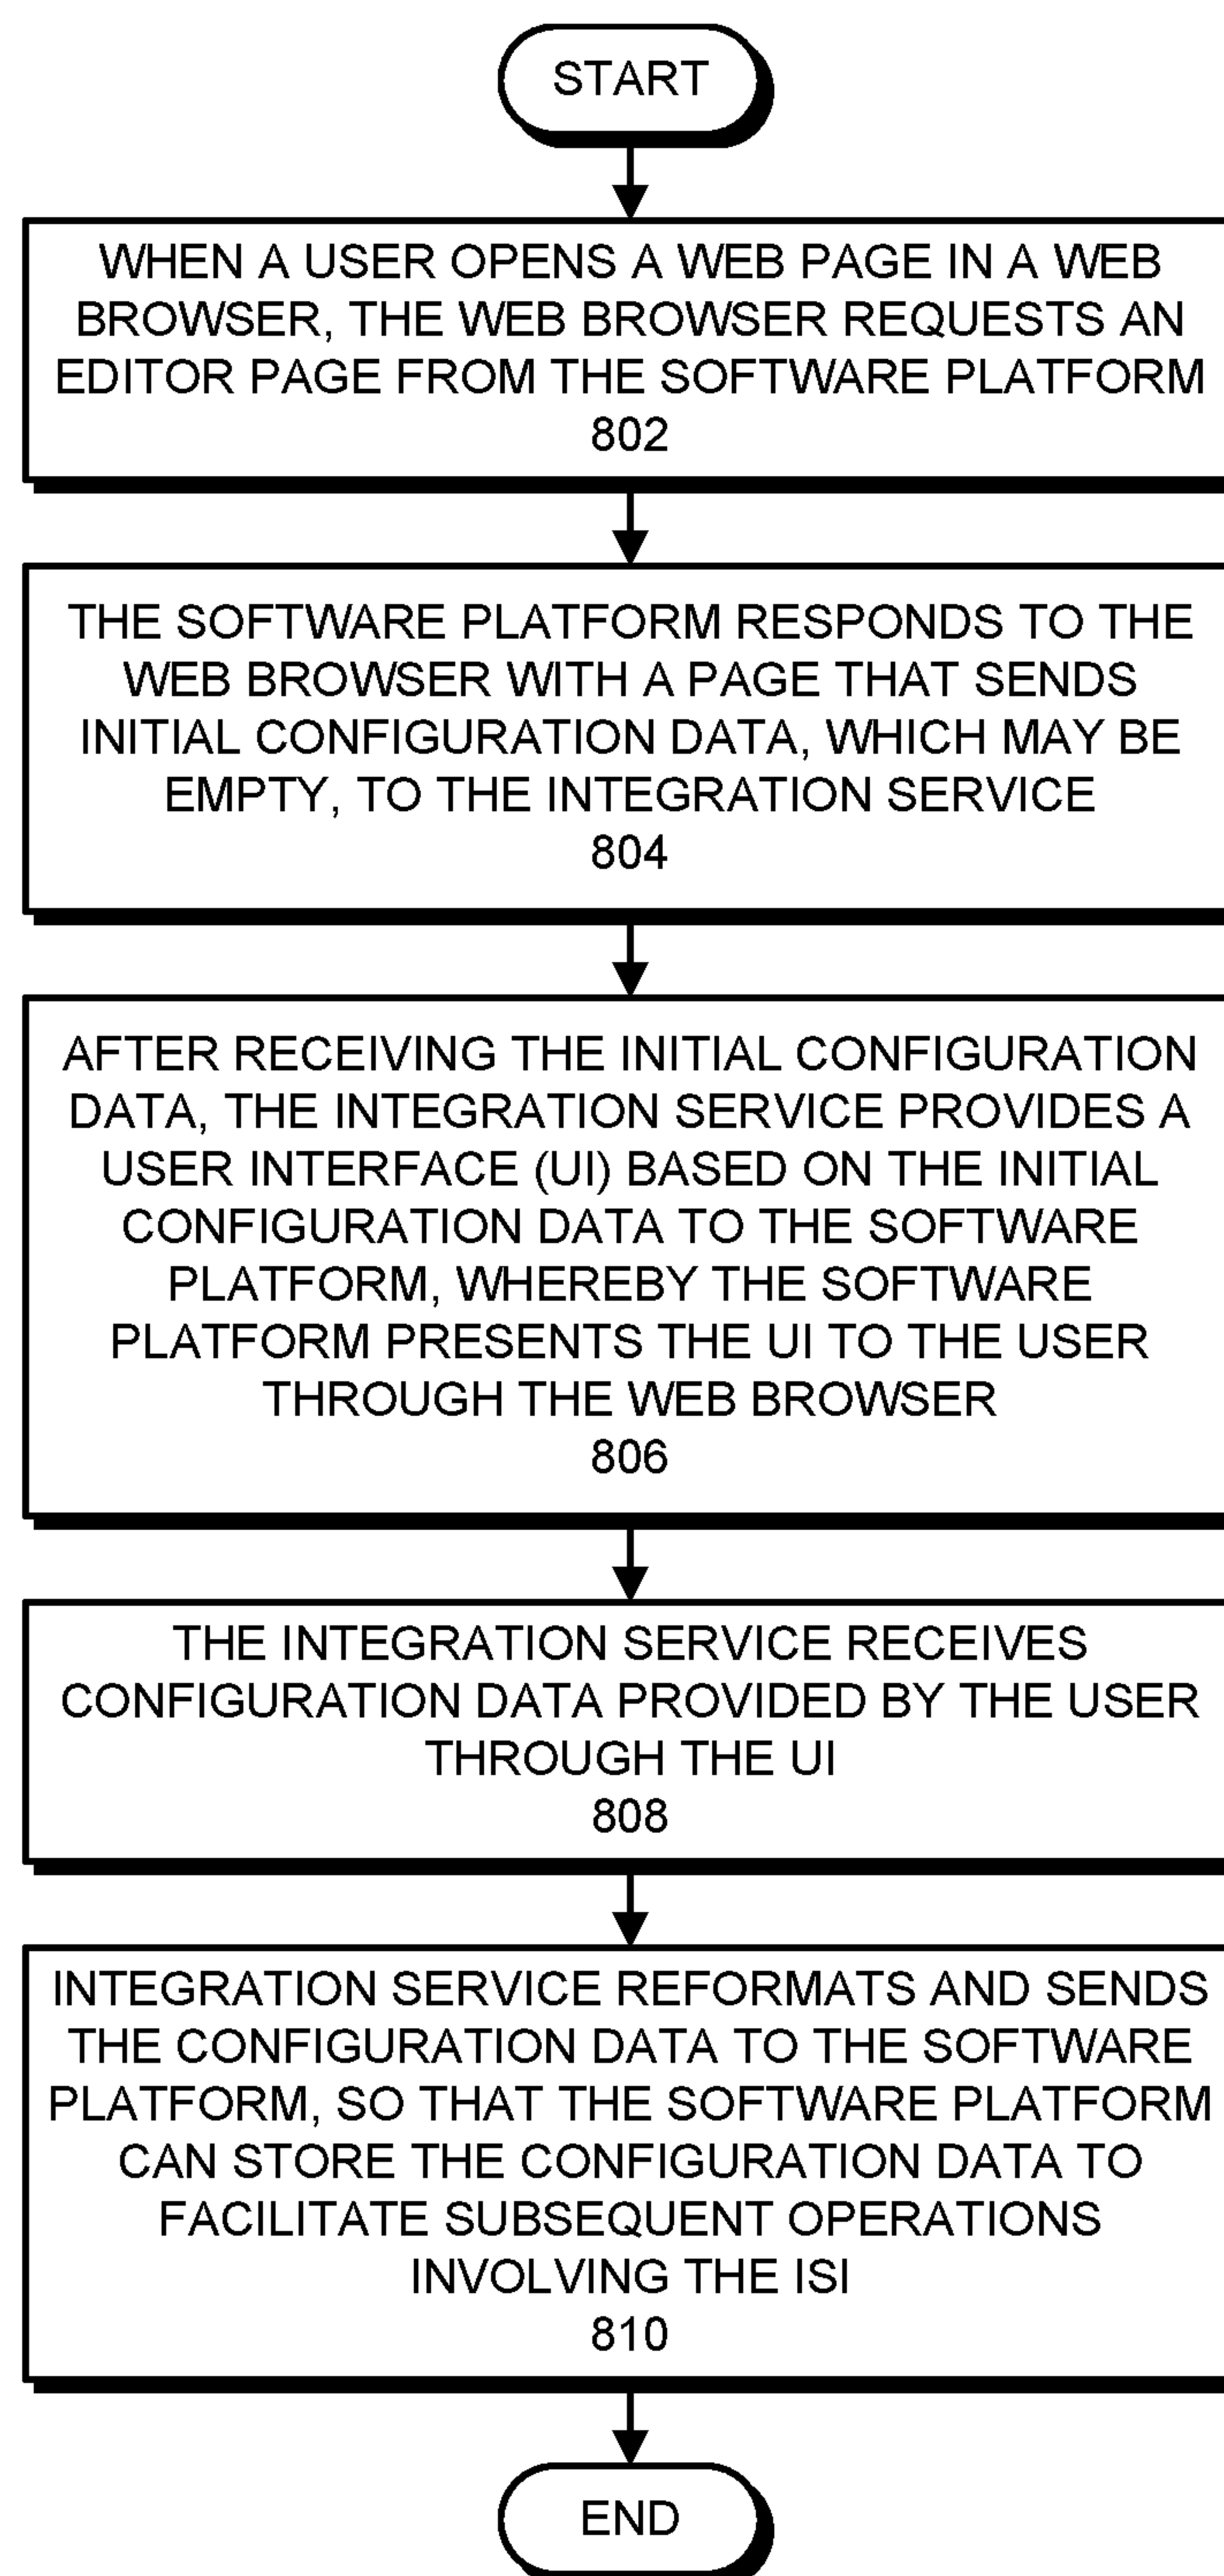 START
WHEN A USER OPENS A WEB PAGE IN A WEB
BROWSER, THE WEB BROWSER REQUESTS AN
EDITOR PAGE FROM THE SOFTWARE PLATFORM
802
THE SOFTWARE PLATFORM RESPONDS TO THE
WEB BROWSER WITH A PAGE THAT SENDS
INITIAL CONFIGURATION DATA, WHICH MAY BE
EMPTY, TO THE INTEGRATION SERVICE
804
AFTER RECEIVING THE INITIAL CONFIGURATION
DATA, THE INTEGRATION SERVICE PROVIDES A
USER INTERFACE (UI) BASED ON THE INITIAL
CONFIGURATION DATA TO THE SOFTWARE
PLATFORM, WHEREBY THE SOFTWARE
PLATFORM PRESENTS THE UI TO THE USER
THROUGH THE WEB BROWSER
806
THE INTEGRATION SERVICE RECEIVES
CONFIGURATION DATA PROVIDED BY THE USER
THROUGH THE UI
808
INTEGRATION SERVICE REFORMATS AND SENDS
THE CONFIGURATION DATA TO THE SOFTWARE
PLATFORM, SO THAT THE SOFTWARE PLATFORM
CAN STORE THE CONFIGURATION DATA TO
FACILITATE SUBSEQUENT OPERATIONS
INVOLVING THE ISI
810
END